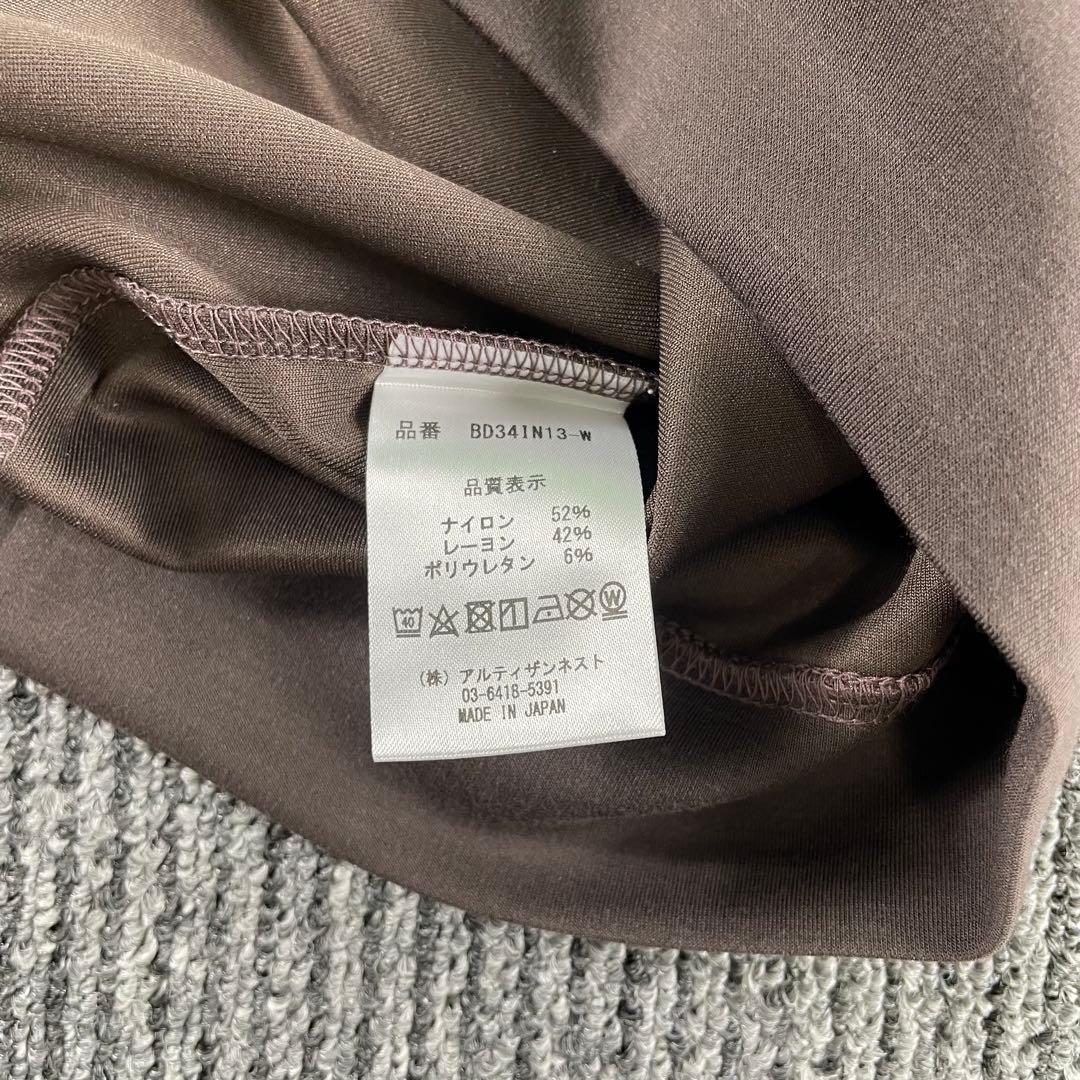 品番 BD34IN13-W
品質表示
ナイロン 52%
レーヨン 42%
ポリウレタン 6%
40 W
(株)アルティザンネスト
03-6418-5391
MADE IN JAPAN